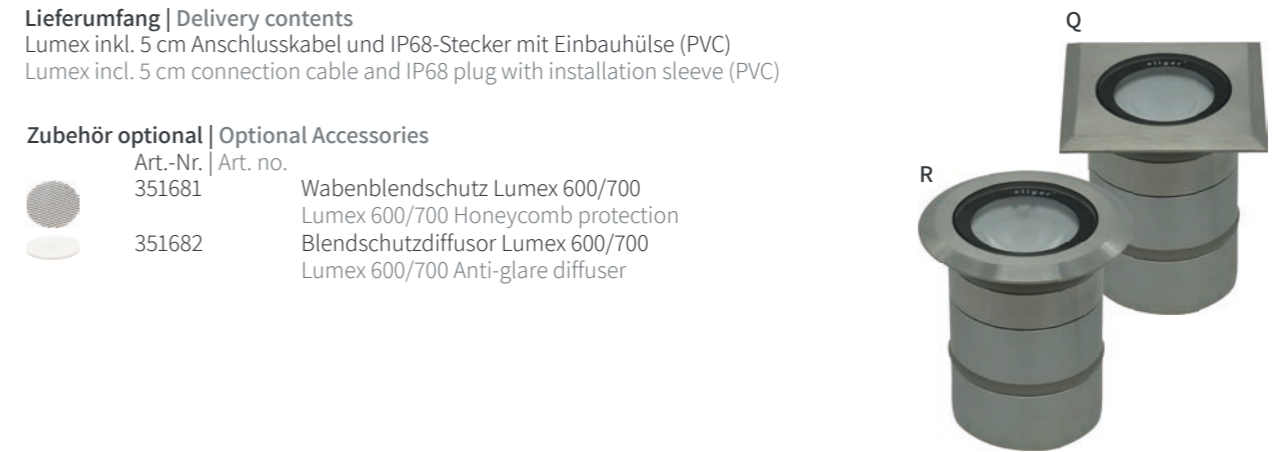 Lieferumfang | Delivery contents
Lumex inkl. 5 cm Anschlusskabel und IP68-Stecker mit Einbauhülse (PVC)
Lumex incl. 5 cm connection cable and IP68 plug with installation sleeve (PVC)
Zubehör optional | Optional Accessories
Art.-Nr. | Art. no.
351681 Wabenblendschutz Lumex 600/700
Lumex 600/700 Honeycomb protection
351682 Blendschutzdiffusor Lumex 600/700
Lumex 600/700 Anti-glare diffuser
Q
R